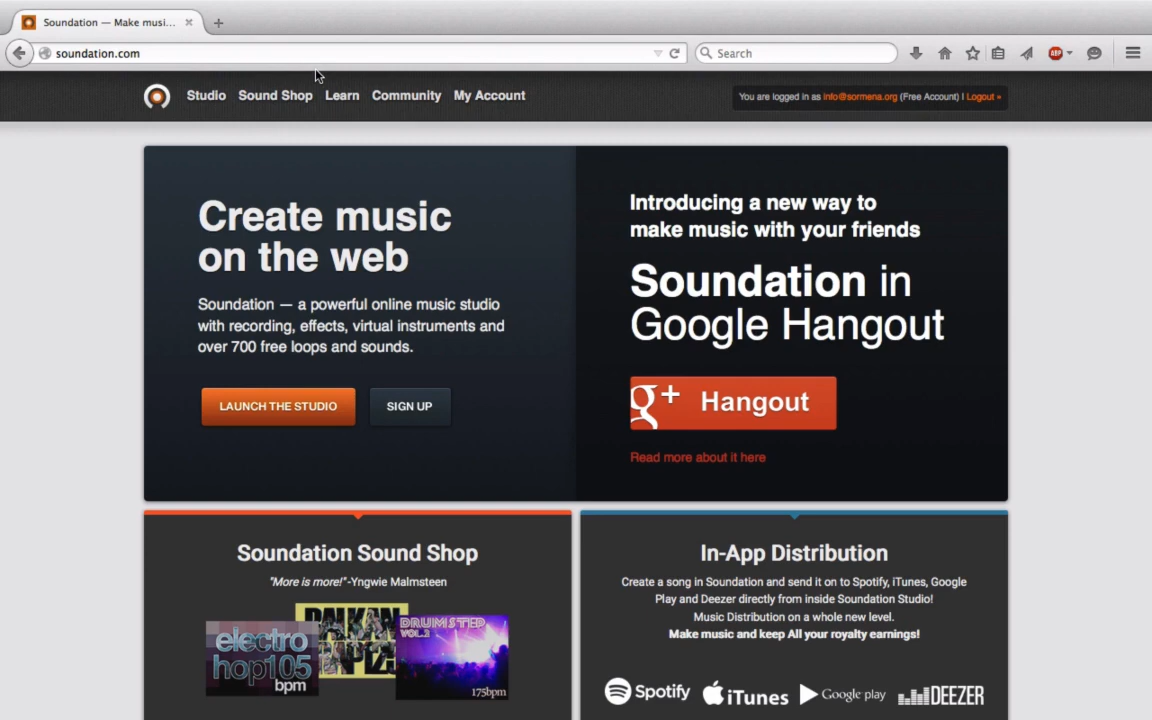 Soundation — Make musi...
soundation.com
Search
ABP
Studio Sound Shop Learn Community My Account
You are logged in as info@sormena.org (Free Account) | Logout »
Create music
on the web
Soundation — a powerful online music studio
with recording, effects, virtual instruments and
over 700 free loops and sounds.
LAUNCH THE STUDIO
SIGN UP
Introducing a new way to
make music with your friends
Soundation in
Google Hangout
g+ Hangout
Read more about it here
Soundation Sound Shop
"More is more!" -Yngwie Malmsteen
electro
hop105
bpm
DRUMSTEP
VOL.2
175bpm
In-App Distribution
Create a song in Soundation and send it on to Spotify, iTunes, Google
Play and Deezer directly from inside Soundation Studio!
Music Distribution on a whole new level.
Make music and keep All your royalty earnings!
Spotify iTunes Google play DEEZER